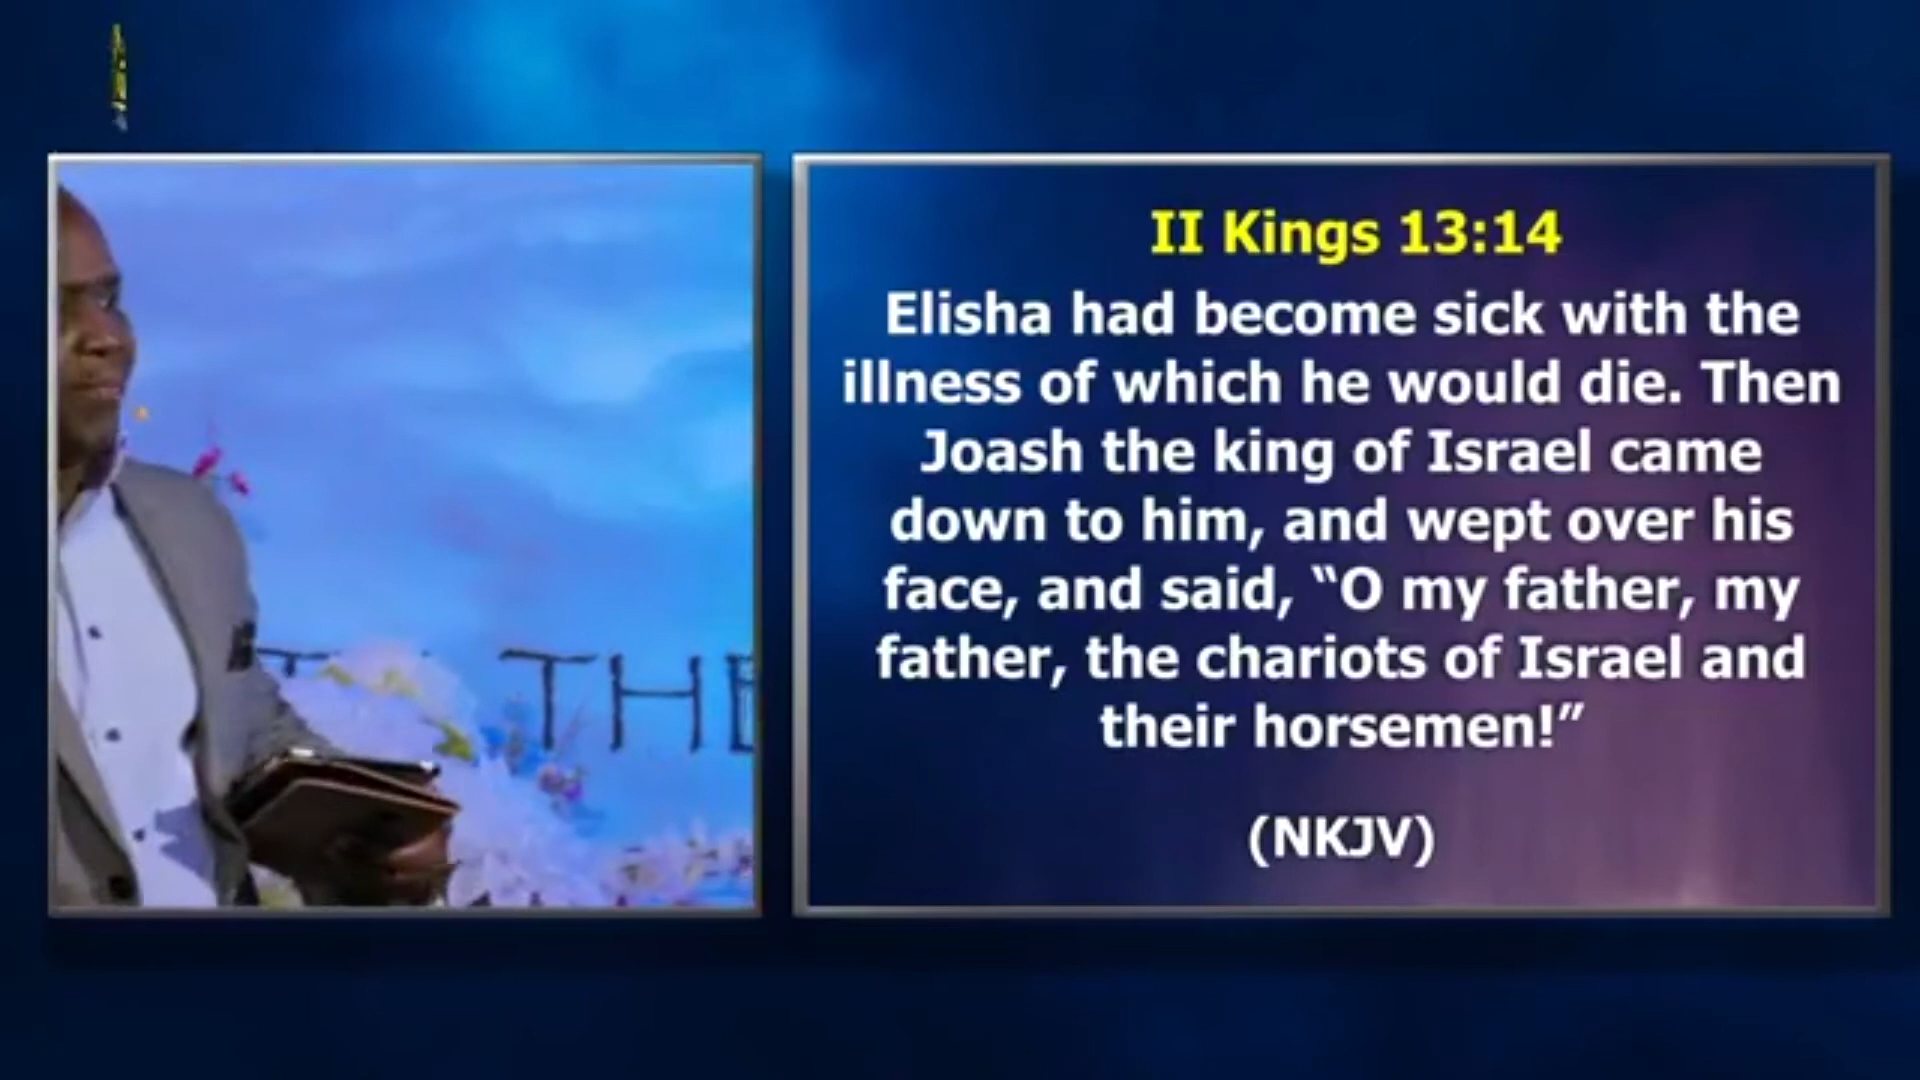 II Kings 13:14
Elisha had become sick with the
illness of which he would die. Then
Joash the king of Israel came
down to him, and wept over his
face, and said, “O my father, my
father, the chariots of Israel and
their horsemen!”
(NKJV)
THE